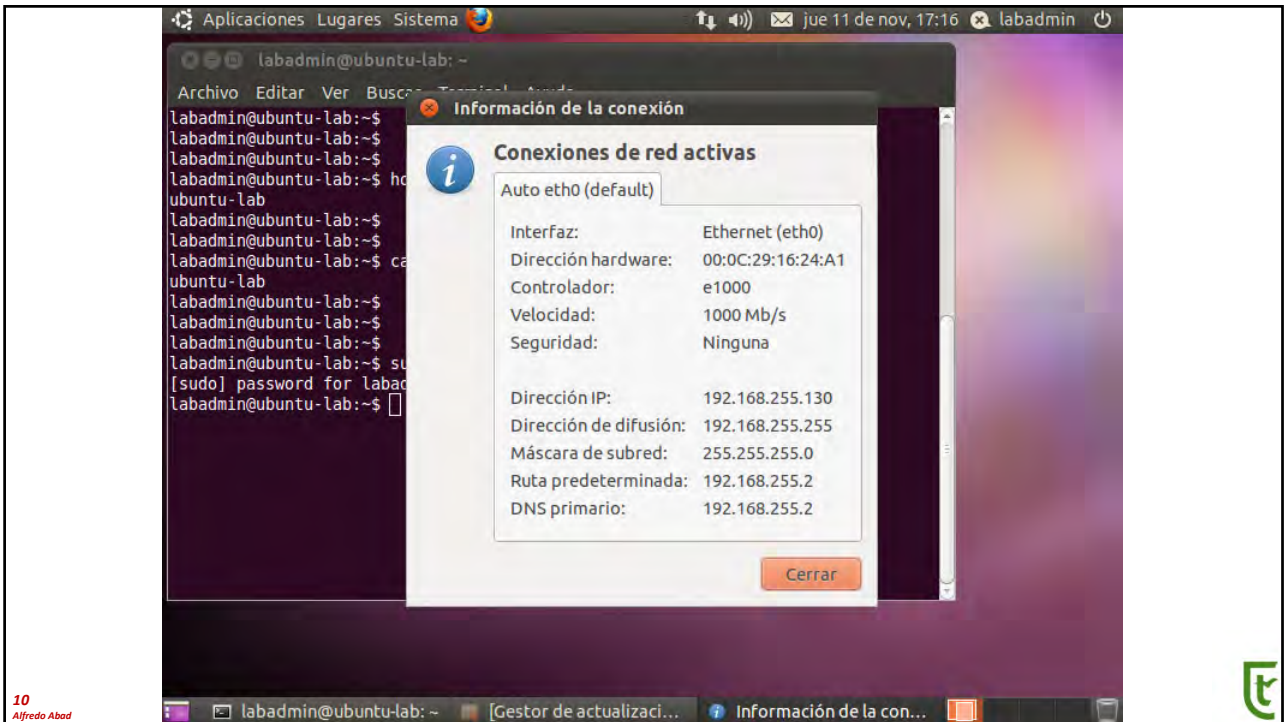 Aplicaciones Lugares Sistema jue 11 de nov, 17:16 labadmin
labadmin@ubuntu-lab: ~
Archivo Editar Ver
labadmin@ubuntu-lab:~$
labadmin@ubuntu-lab:~$
labadmin@ubuntu-lab:~$
labadmin@ubuntu-lab:~$
ubuntu-lab
labadmin@ubuntu-lab:~$
labadmin@ubuntu-lab:~$
labadmin@ubuntu-lab:~$
ubuntu-lab
labadmin@ubuntu-lab:~$
labadmin@ubuntu-lab:~$
labadmin@ubuntu-lab:~$
labadmin@ubuntu-lab:~$
[sudo] password for
labadmin@ubuntu-lab:~$
Información de la conexión
Conexiones de red activas
Auto eth0 (default)
Interfaz: Ethernet (eth0)
Dirección hardware: 00:0C:29:16:24:A1
Controlador: e1000
Velocidad: 1000 Mb/s
Seguridad: Ninguna
Dirección IP: 192.168.255.130
Dirección de difusión: 192.168.255.255
Máscara de subred: 255.255.255.0
Ruta predeterminada: 192.168.255.2
DNS primario: 192.168.255.2
Cerrar
labadmin@ubuntu-lab: ~ [Gestor de actualizaci... Información de la con...
10
Alfredo Abad